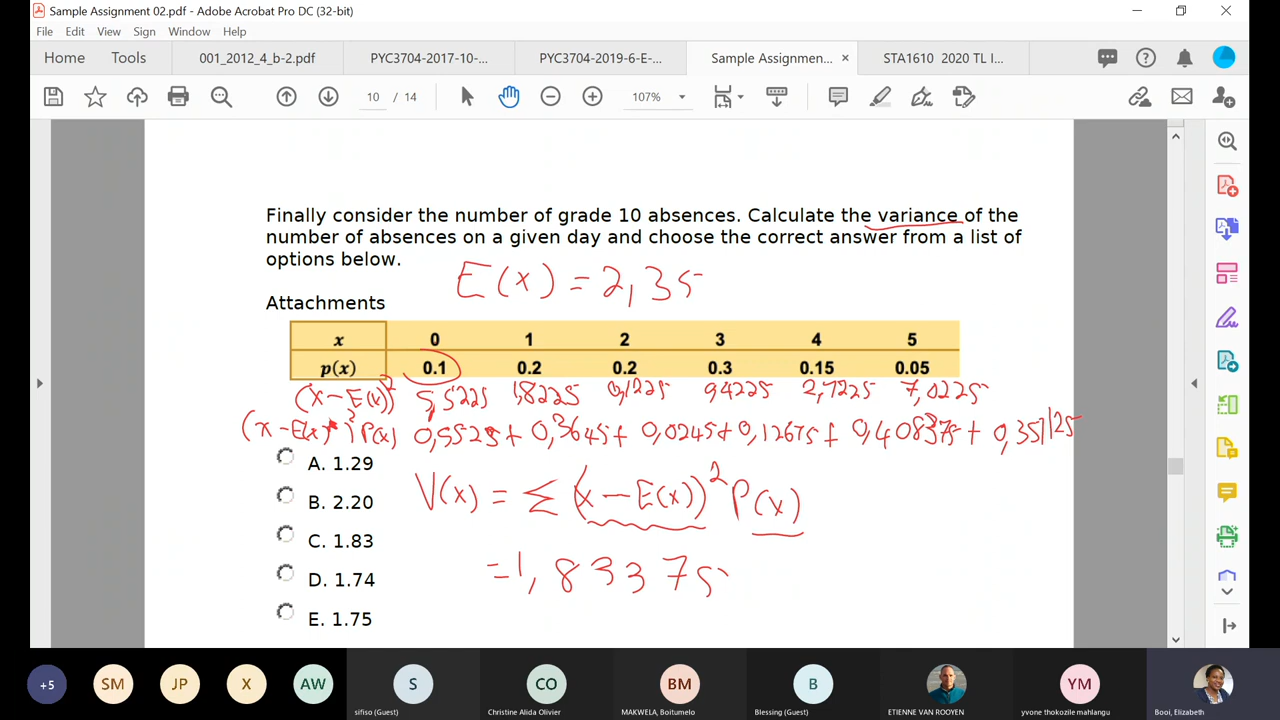 Sample Assignment 02.pdf - Adobe Acrobat Pro DC (32-bit)
File Edit View Sign Window Help
Home Tools 001_2012_4_b-2.pdf PYC3704-2017-10-... PYC3704-2019-6-E-... Sample Assignmen... × STA1610 2020 TL I...
10 / 14 107%
Finally consider the number of grade 10 absences. Calculate the variance of the
number of absences on a given day and choose the correct answer from a list of
options below.
E(x) = 2,35
Attachments
x 0 1 2 3 4 5
p(x) 0.1 0.2 0.2 0.3 0.15 0.05
(x-E(x))² 5,5225 1,8225 0,1225 0,4225 2,7225 7,0225
(x-E(x))² P(x) 0,5525+ 0,3645+ 0,0245+ 0,12675+ 0,408375+ 0,351125
A. 1.29
V(x) = Σ (x-E(x))² P(x)
B. 2.20
C. 1.83
=1,83375
D. 1.74
E. 1.75
+5 SM JP X AW S CO BM B YM
sifiso (Guest) Christine Alida Olivier MAKWELA, Boitumelo Blessing (Guest) ETIENNE VAN ROOYEN yvone thokozile mahlangu Booi, Elizabeth